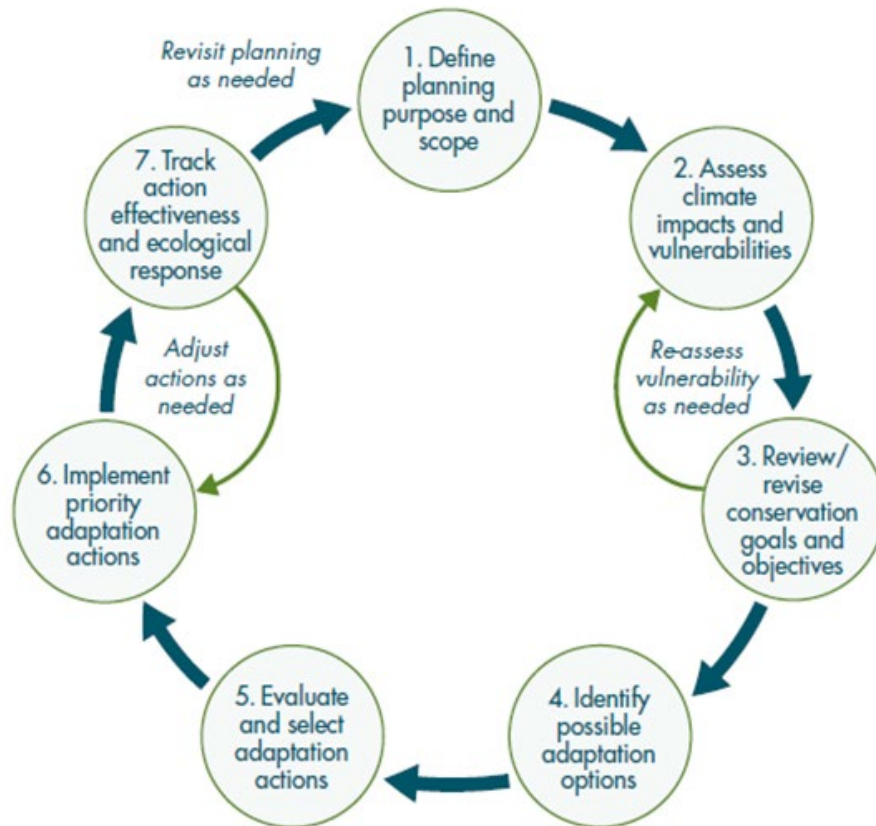 Revisit planning
as needed
1. Define
planning
purpose and
scope
2. Assess
climate
impacts and
vulnerabilities
Re-assess
vulnerability
as needed
3. Review/
revise
conservation
goals and
objectives
4. Identify
possible
adaptation
options
5. Evaluate
and select
adaptation
actions
6. Implement
priority
adaptation
actions
Adjust
actions as
needed
7. Track
action
effectiveness
and ecological
response